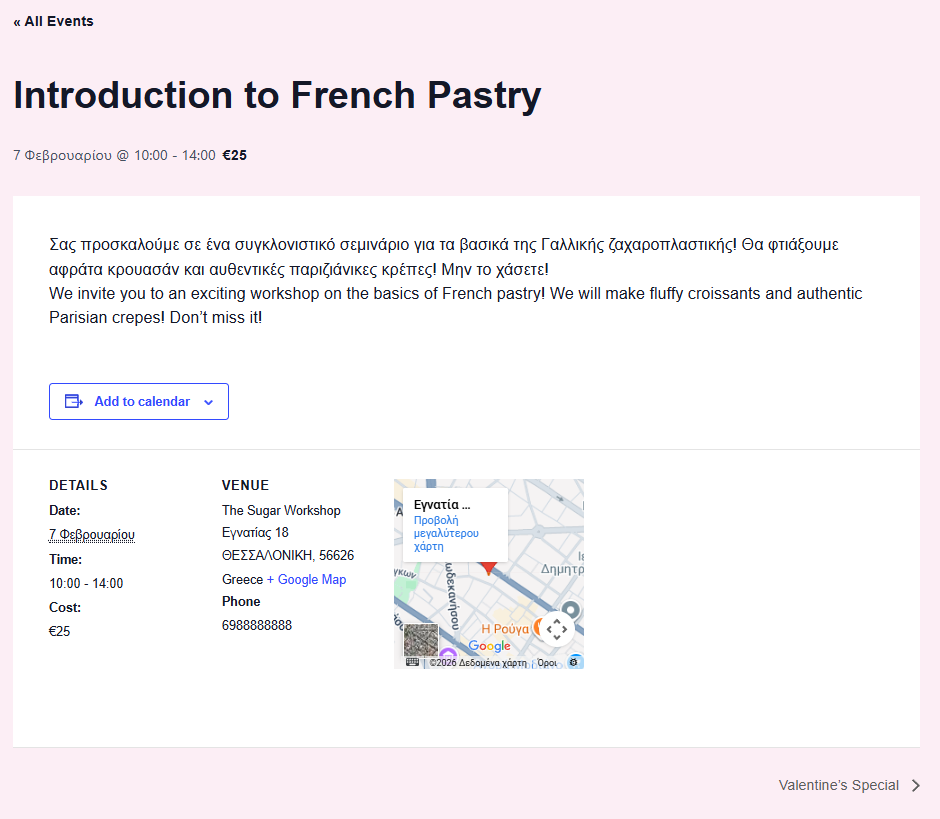 « All Events
Introduction to French Pastry
7 Φεβρουαρίου @ 10:00 - 14:00 €25
Σας προσκαλούμε σε ένα συγκλονιστικό σεμινάριο για τα βασικά της Γαλλικής ζαχαροπλαστικής! Θα φτιάξουμε
αφράτα κρουασάν και αυθεντικές παριζιάνικες κρέπες! Μην το χάσετε!
We invite you to an exciting workshop on the basics of French pastry! We will make fluffy croissants and authentic
Parisian crepes! Don’t miss it!
Add to calendar
DETAILS
Date:
7 Φεβρουαρίου
Time:
10:00 - 14:00
Cost:
€25
VENUE
The Sugar Workshop
Εγνατίας 18
ΘΕΣΣΑΛΟΝΙΚΗ, 56626
Greece + Google Map
Phone
6988888888
Εγνατία ...
Προβολή
μεγαλύτερου
χάρτη
Δημητρ
ωδεκανήσου
Η Ρούγα
Google
©2026 Δεδομένα χάρτη Όροι
Valentine’s Special